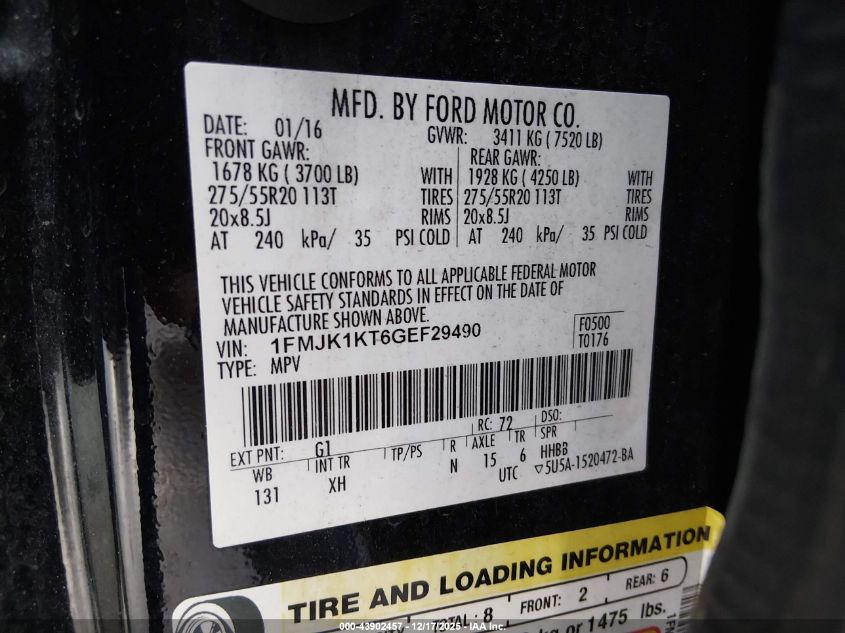 MFD. BY FORD MOTOR CO.
DATE: 01/16 GVWR: 3411 KG ( 7520 LB)
FRONT GAWR: REAR GAWR:
1678 KG ( 3700 LB) WITH 1928 KG ( 4250 LB) WITH
275/55R20 113T TIRES 275/55R20 113T TIRES
20x8.5J RIMS 20x8.5J RIMS
AT 240 kPa/ 35 PSI COLD AT 240 kPa/ 35 PSI COLD
THIS VEHICLE CONFORMS TO ALL APPLICABLE FEDERAL MOTOR
VEHICLE SAFETY STANDARDS IN EFFECT ON THE DATE OF
MANUFACTURE SHOWN ABOVE.
VIN: 1FMJK1KT6GEF29490 F0500
TYPE: MPV T0176
EXT PNT: G1 RC: 72 DSO:
WB INT TR TP/PS R AXLE TR SPR
131 XH N 15 6 HHBB
UTC ▽5U5A-1520472-BA
TIRE AND LOADING INFORMATION
TOTAL : 8 FRONT: 2 REAR: 6
kg or 1475 lbs.
00-43902457 - 12/17/2025 - IAA Inc.